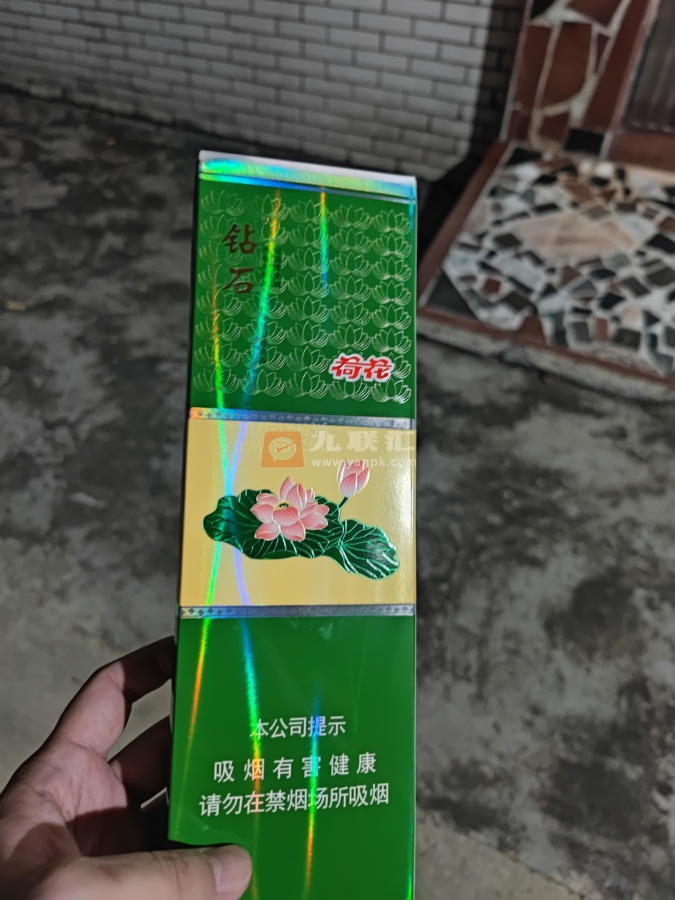 钻
石
荷花
九联汇
www.yanpk.com
本公司提示
吸烟有害健康
请勿在禁烟场所吸烟